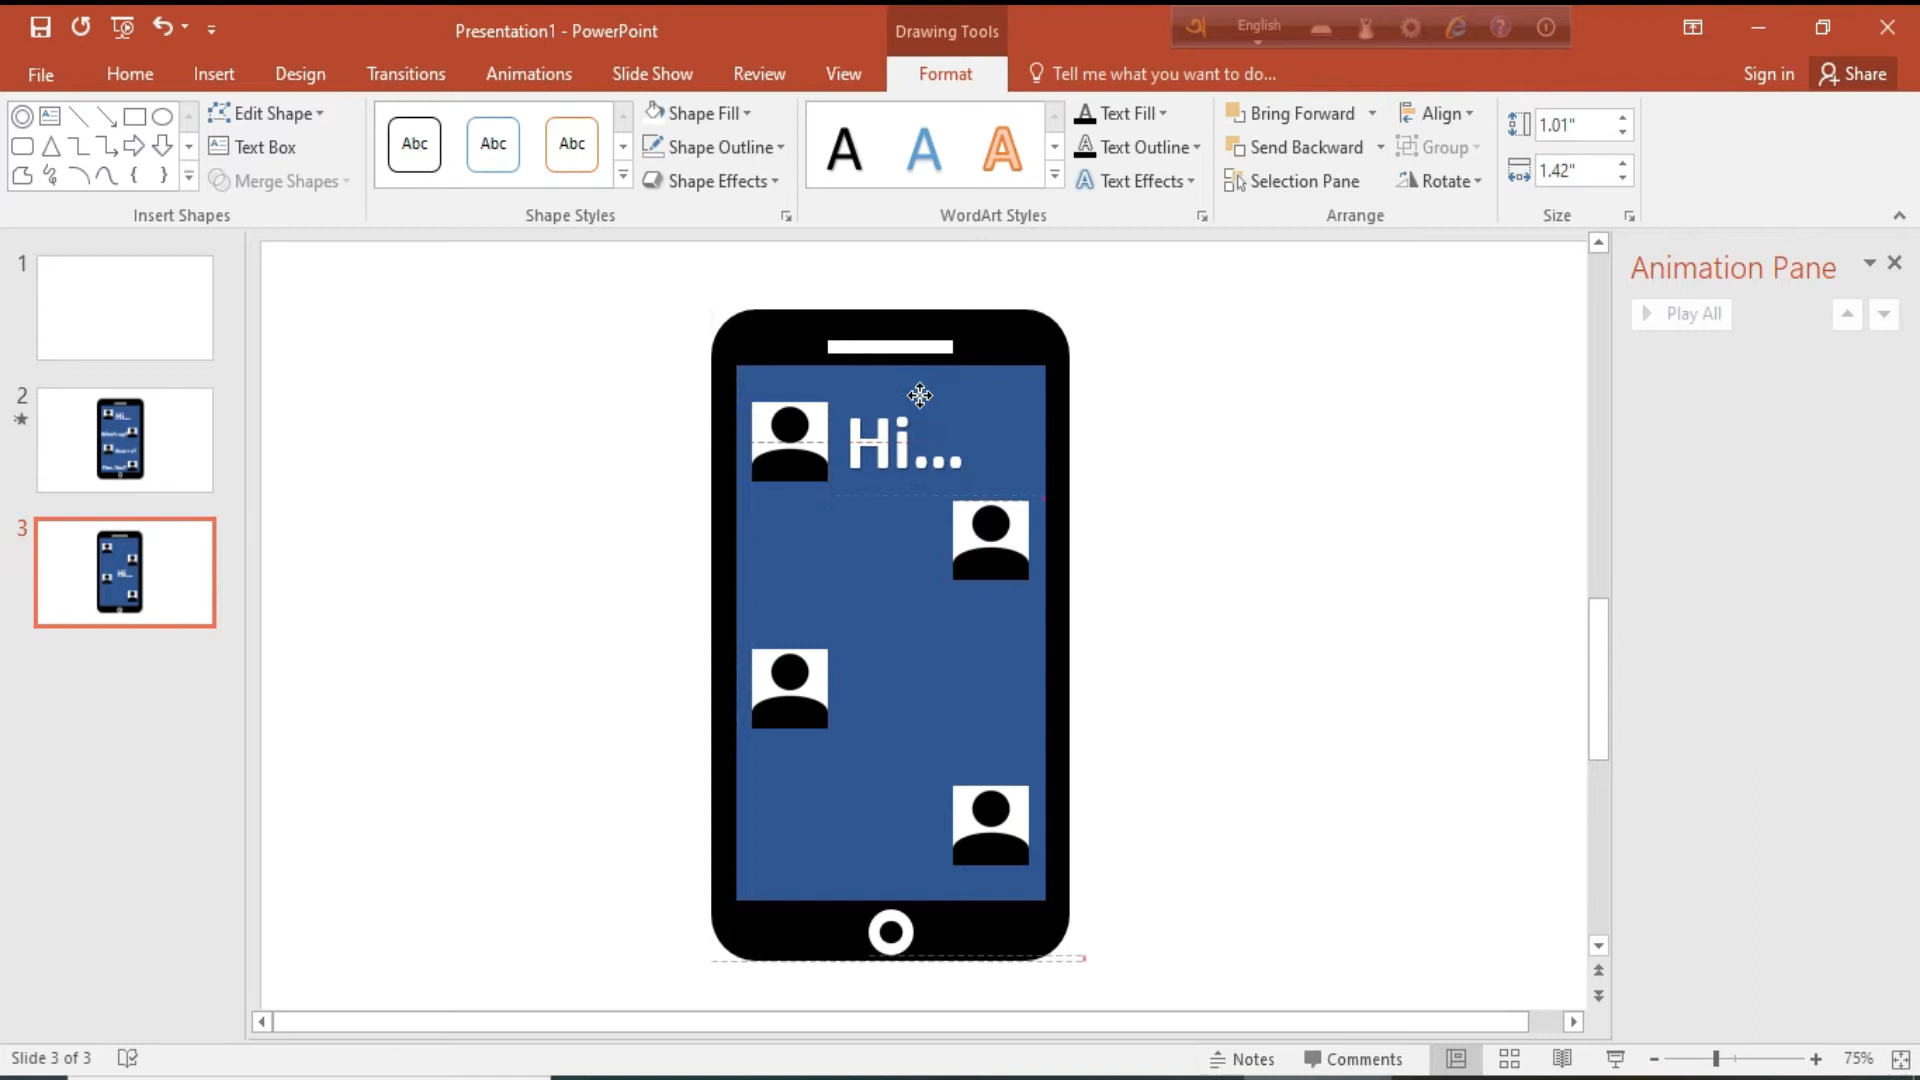 Presentation1 - PowerPoint
Drawing Tools
English
File
Home
Insert
Design
Transitions
Animations
Slide Show
Review
View
Format
Tell me what you want to do...
Sign in
Share
Edit Shape
Text Box
Merge Shapes
Insert Shapes
Abc
Abc
Abc
Shape Fill
Shape Outline
Shape Effects
Shape Styles
A
A
A
Text Fill
Text Outline
Text Effects
WordArt Styles
Bring Forward
Send Backward
Selection Pane
Align
Group
Rotate
Arrange
1.01"
1.42"
Size
1
2
3
Hi...
Hi...
Hi...
Animation Pane
Play All
Slide 3 of 3
Notes
Comments
75%